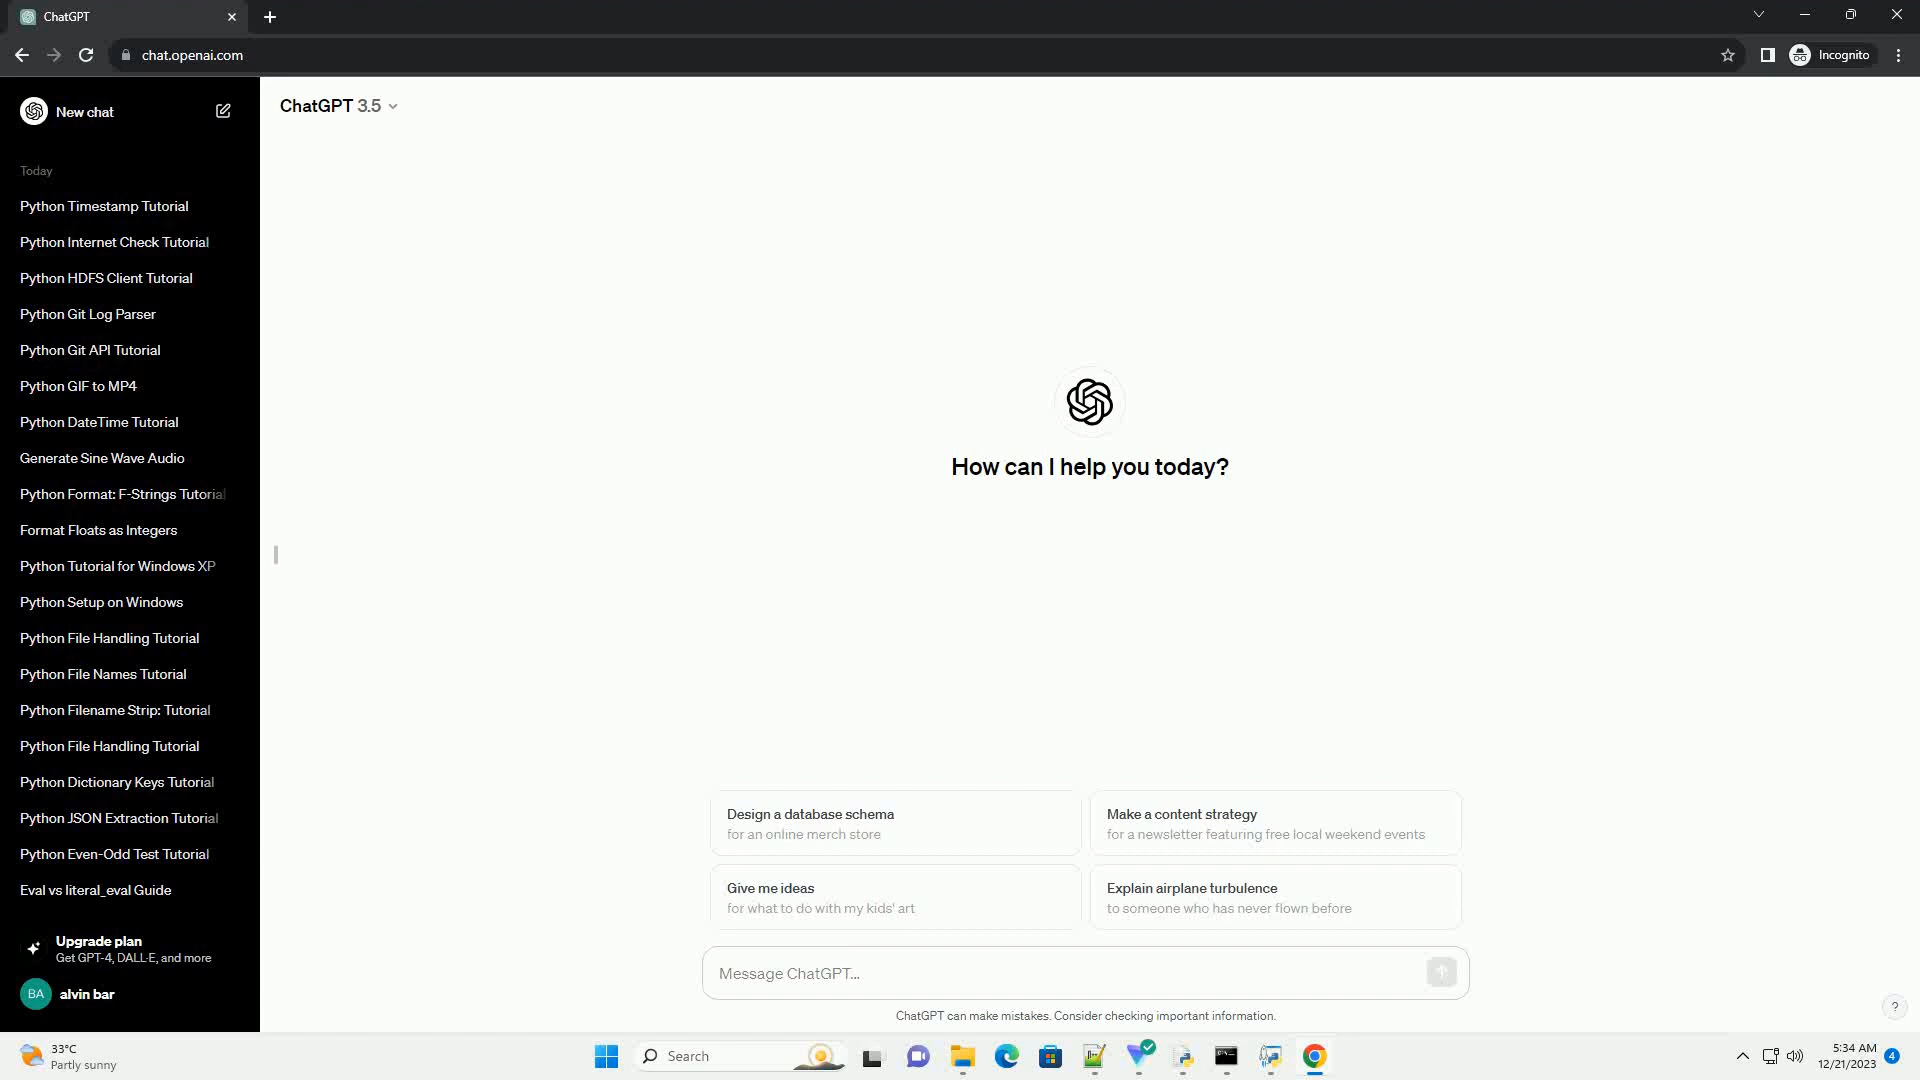 ChatGPT
chat.openai.com
Incognito
New chat
ChatGPT 3.5
Today
Python Timestamp Tutorial
Python Internet Check Tutorial
Python HDFS Client Tutorial
Python Git Log Parser
Python Git API Tutorial
Python GIF to MP4
Python DateTime Tutorial
Generate Sine Wave Audio
Python Format: F-Strings Tutorial
Format Floats as Integers
Python Tutorial for Windows XP
Python Setup on Windows
Python File Handling Tutorial
Python File Names Tutorial
Python Filename Strip: Tutorial
Python File Handling Tutorial
Python Dictionary Keys Tutorial
Python JSON Extraction Tutorial
Python Even-Odd Test Tutorial
Eval vs literal_eval Guide
Upgrade plan
Get GPT-4, DALL·E, and more
BA
alvin bar
How can I help you today?
Design a database schema
for an online merch store
Make a content strategy
for a newsletter featuring free local weekend events
Give me ideas
for what to do with my kids' art
Explain airplane turbulence
to someone who has never flown before
Message ChatGPT...
ChatGPT can make mistakes. Consider checking important information.
?
33°C
Partly sunny
Search
5:34 AM
12/21/2023
4